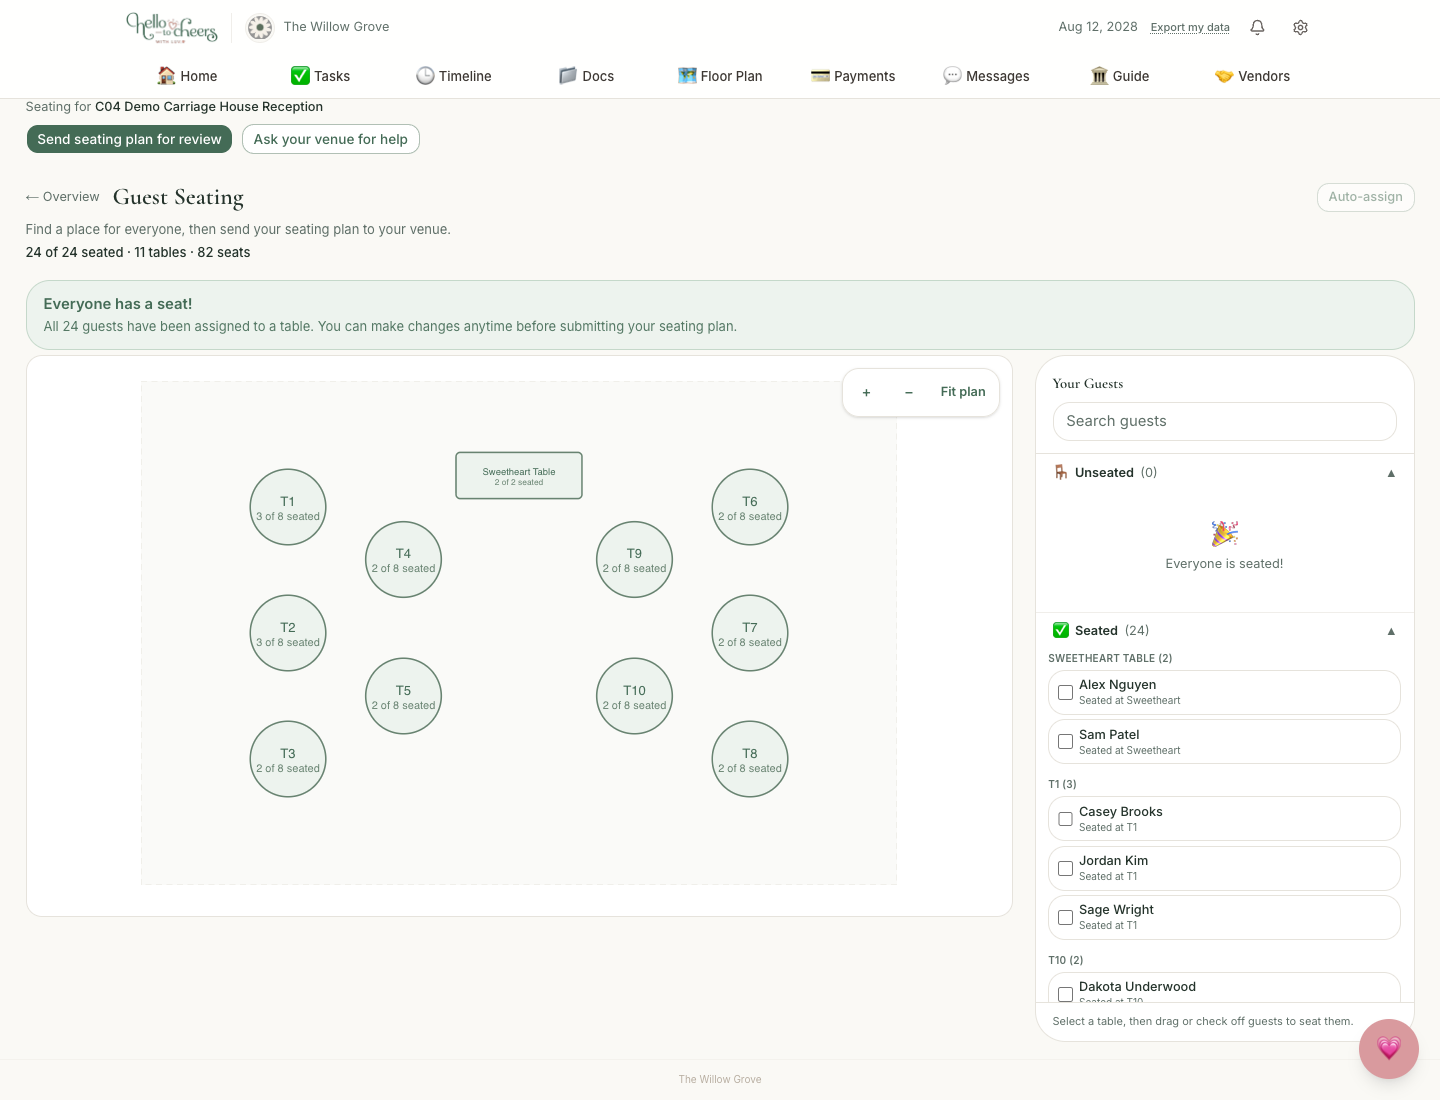 hello
to
cheers
WITH LOVE
The Willow Grove
Aug 12, 2028
Export my data
Home
Tasks
Timeline
Docs
Floor Plan
Payments
Messages
Guide
Vendors
Seating for C04 Demo Carriage House Reception
Send seating plan for review
Ask your venue for help
← Overview
Guest Seating
Auto-assign
Find a place for everyone, then send your seating plan to your venue.
24 of 24 seated · 11 tables · 82 seats
Everyone has a seat!
All 24 guests have been assigned to a table. You can make changes anytime before submitting your seating plan.
+
−
Fit plan
Sweetheart Table
2 of 2 seated
T1
3 of 8 seated
T6
2 of 8 seated
T4
2 of 8 seated
T9
2 of 8 seated
T2
3 of 8 seated
T7
2 of 8 seated
T5
2 of 8 seated
T10
2 of 8 seated
T3
2 of 8 seated
T8
2 of 8 seated
Your Guests
Search guests
Unseated (0)
Everyone is seated!
Seated (24)
SWEETHEART TABLE (2)
Alex Nguyen
Seated at Sweetheart
Sam Patel
Seated at Sweetheart
T1 (3)
Casey Brooks
Seated at T1
Jordan Kim
Seated at T1
Sage Wright
Seated at T1
T10 (2)
Dakota Underwood
Seated at T10
Select a table, then drag or check off guests to seat them.
The Willow Grove